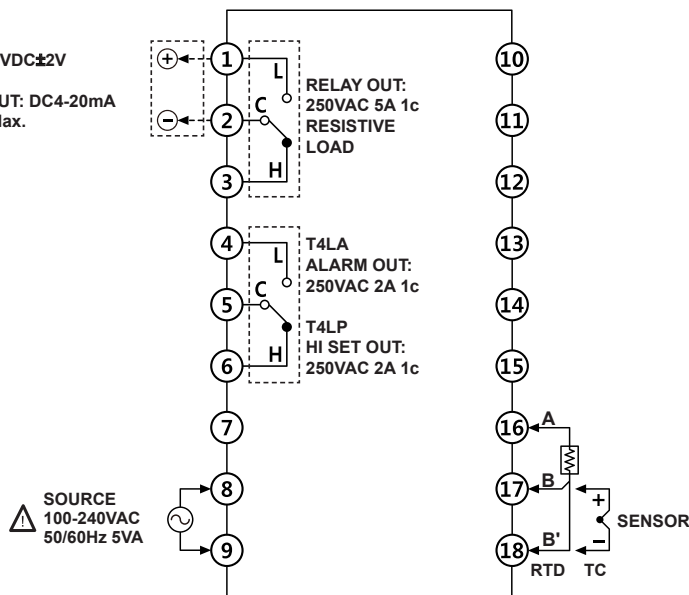 VDC±2V
DC4-20mA
+
−
1
2
3
L
C
H
RELAY OUT:
250VAC 5A 1c
RESISTIVE
LOAD
4
5
6
L
C
H
T4LA
ALARM OUT:
250VAC 2A 1c
T4LP
HI SET OUT:
250VAC 2A 1c
7
8
9
!
SOURCE
100-240VAC
50/60Hz 5VA
10
11
12
13
14
15
16
17
18
A
B
B'
+
−
SENSOR
RTD TC